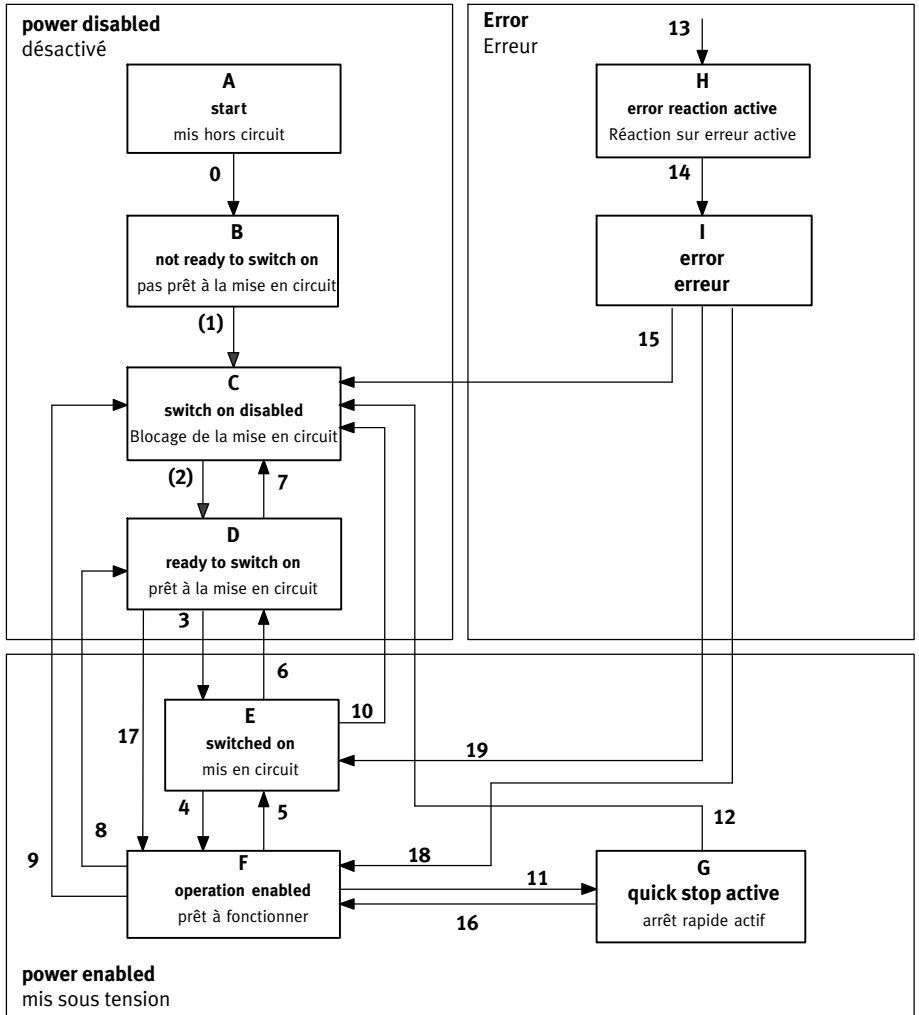 power disabled
désactivé
A
start
mis hors circuit
0
B
not ready to switch on
pas prêt à la mise en circuit
(1)
C
switch on disabled
Blocage de la mise en circuit
(2)
7
D
ready to switch on
prêt à la mise en circuit
3
6
Error
Erreur
13
H
error reaction active
Réaction sur erreur active
14
I
error
erreur
15
E
switched on
mis en circuit
10
17
19
4
5
8
9
12
18
F
operation enabled
prêt à fonctionner
11
16
G
quick stop active
arrêt rapide actif
power enabled
mis sous tension